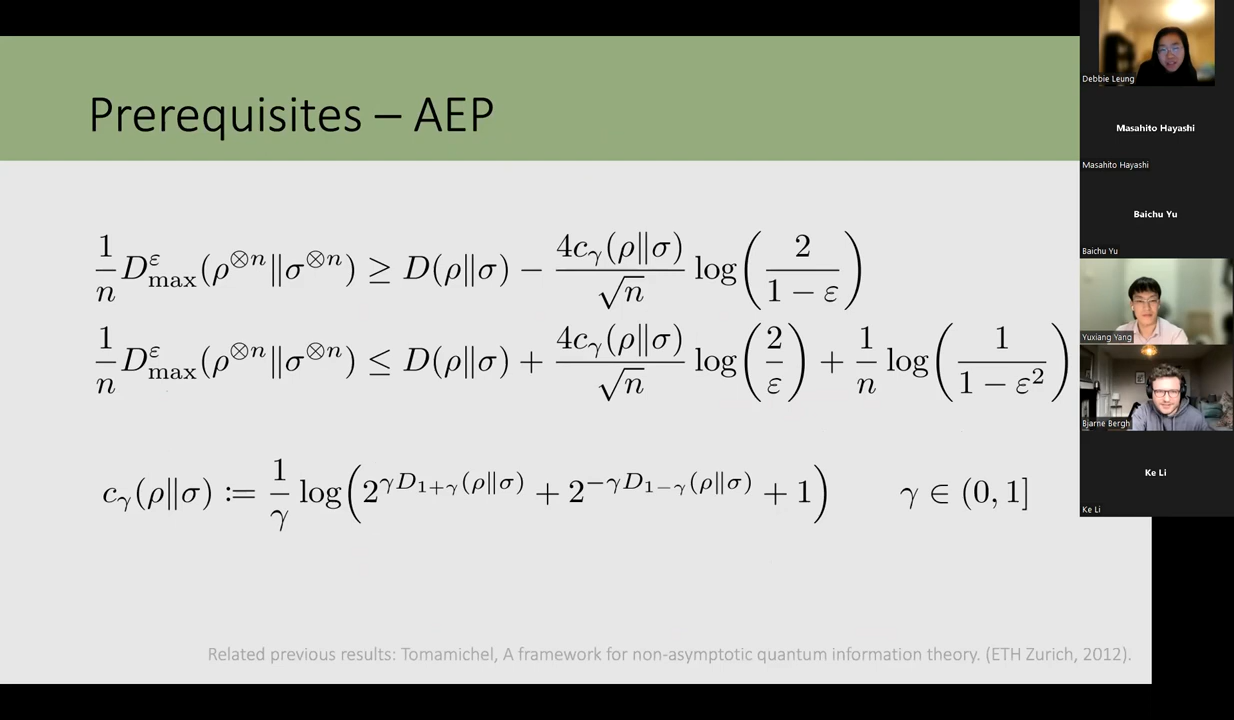 Prerequisites – AEP
1/n D_max^ε(ρ^⊗n‖σ^⊗n) ≥ D(ρ‖σ) − 4c_γ(ρ‖σ)/√n log(2/(1 − ε))
1/n D_max^ε(ρ^⊗n‖σ^⊗n) ≤ D(ρ‖σ) + 4c_γ(ρ‖σ)/√n log(2/ε) + 1/n log(1/(1 − ε²))
c_γ(ρ‖σ) := 1/γ log(2^{γD_{1+γ}(ρ‖σ)} + 2^{−γD_{1−γ}(ρ‖σ)} + 1) γ ∈ (0, 1]
Related previous results: Tomamichel, A framework for non-asymptotic quantum information theory. (ETH Zurich, 2012).
Debbie Leung
Masahito Hayashi
Masahito Hayashi
Baichu Yu
Baichu Yu
Yuxiang Yang
Bjarne Bergh
Ke Li
Ke Li